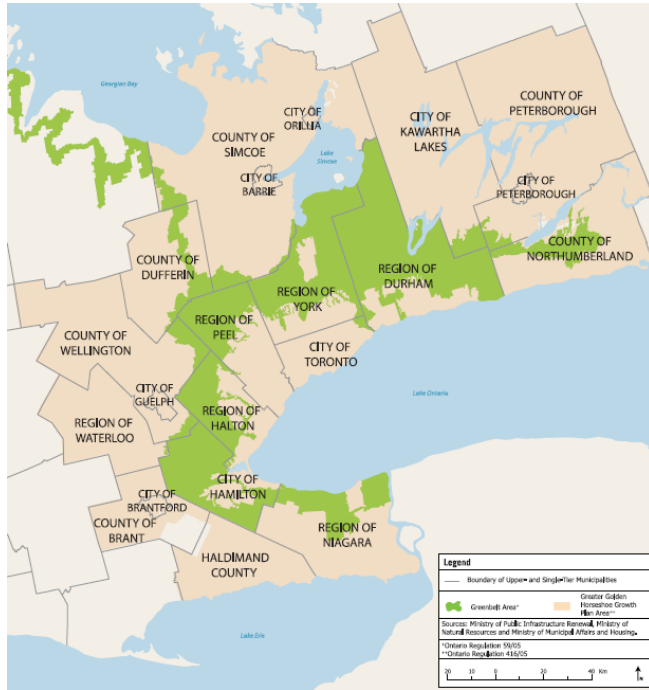 Georgian Bay
COUNTY OF
SIMCOE
CITY OF
ORILLIA
Lake
Simcoe
CITY OF
BARRIE
CITY OF
KAWARTHA
LAKES
COUNTY OF
PETERBOROUGH
CITY OF
PETERBOROUGH
COUNTY OF
NORTHUMBERLAND
COUNTY OF
DUFFERIN
REGION OF
YORK
REGION OF
DURHAM
REGION OF
PEEL
CITY OF
TORONTO
COUNTY OF
WELLINGTON
CITY OF
GUELPH
REGION OF
HALTON
Lake Ontario
REGION OF
WATERLOO
CITY OF
HAMILTON
CITY OF
BRANTFORD
COUNTY OF
BRANT
REGION OF
NIAGARA
HALDIMAND
COUNTY
Lake Erie
Legend
Boundary of Upper- and Single-Tier Municipalities
Greenbelt Area*
Greater Golden
Horseshoe Growth
Plan Area**
Sources: Ministry of Public Infrastructure Renewal, Ministry of
Natural Resources and Ministry of Municipal Affairs and Housing.
*Ontario Regulation 59/05
**Ontario Regulation 416/05
20 10 0 20 40 Km
N